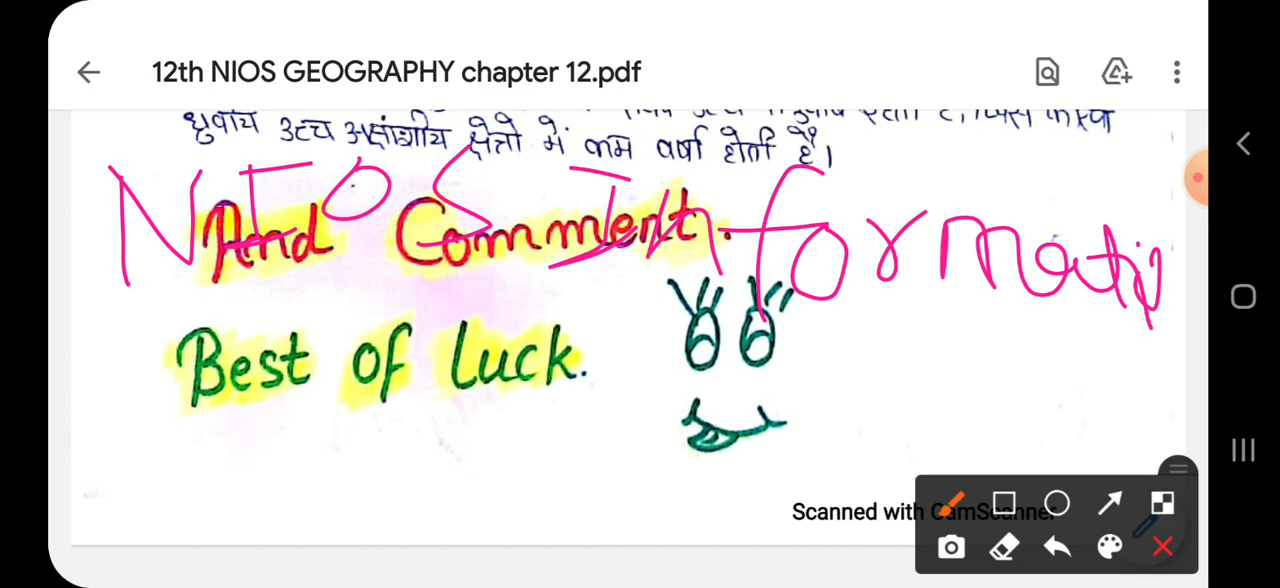 12th NIOS GEOGRAPHY chapter 12.pdf
उच्च अक्षांशीय क्षेत्रों में कम वर्षा होती है।
NIOS Informatio
And Comment.
Best of luck.
Scanned with CamScanner